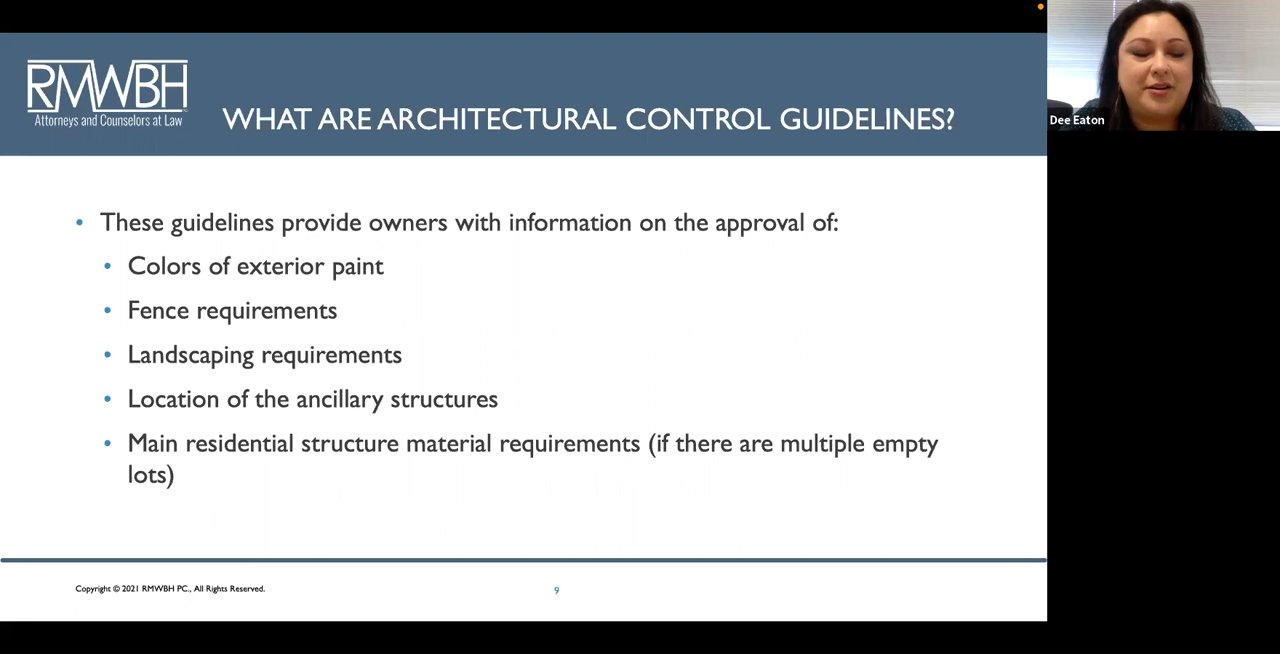 RMWBH
Attorneys and Counselors at Law
WHAT ARE ARCHITECTURAL CONTROL GUIDELINES?
Dee Eaton
• These guidelines provide owners with information on the approval of:
• Colors of exterior paint
• Fence requirements
• Landscaping requirements
• Location of the ancillary structures
• Main residential structure material requirements (if there are multiple empty
lots)
Copyright © 2021 RMWBH PC., All Rights Reserved.
9